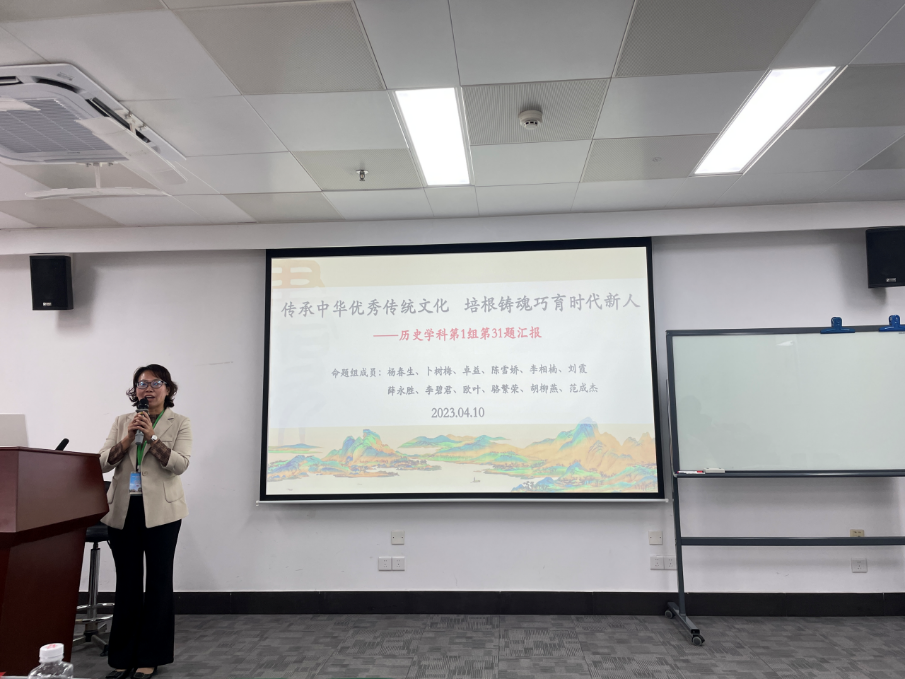 传承中华优秀传统文化 培根铸魂巧育时代新人
——历史学科第1组第31题汇报
命题组成员：杨春生、卜树梅、卓益、陈雪娇、李相楠、刘霞
薛永胜、李碧君、欧叶、骆繁荣、胡柳燕、范成杰
2023.04.10